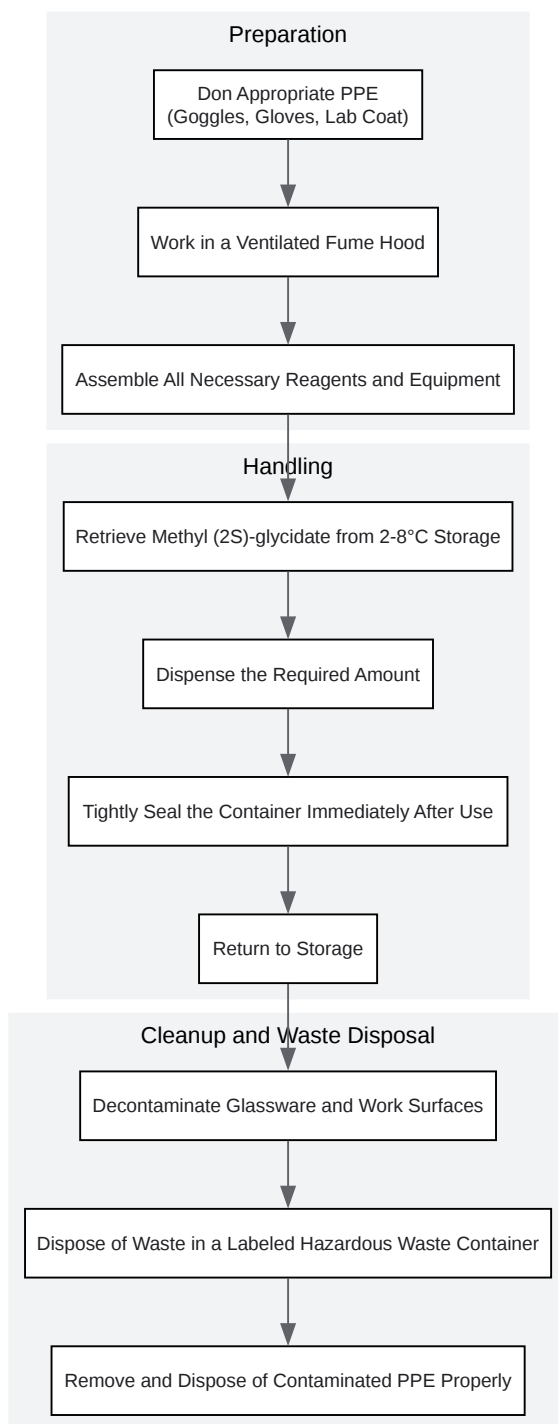 Preparation
Don Appropriate PPE
(Goggles, Gloves, Lab Coat)
Work in a Ventilated Fume Hood
Assemble All Necessary Reagents and Equipment
Handling
Retrieve Methyl (2S)-glycidate from 2-8°C Storage
Dispense the Required Amount
Tightly Seal the Container Immediately After Use
Return to Storage
Cleanup and Waste Disposal
Decontaminate Glassware and Work Surfaces
Dispose of Waste in a Labeled Hazardous Waste Container
Remove and Dispose of Contaminated PPE Properly